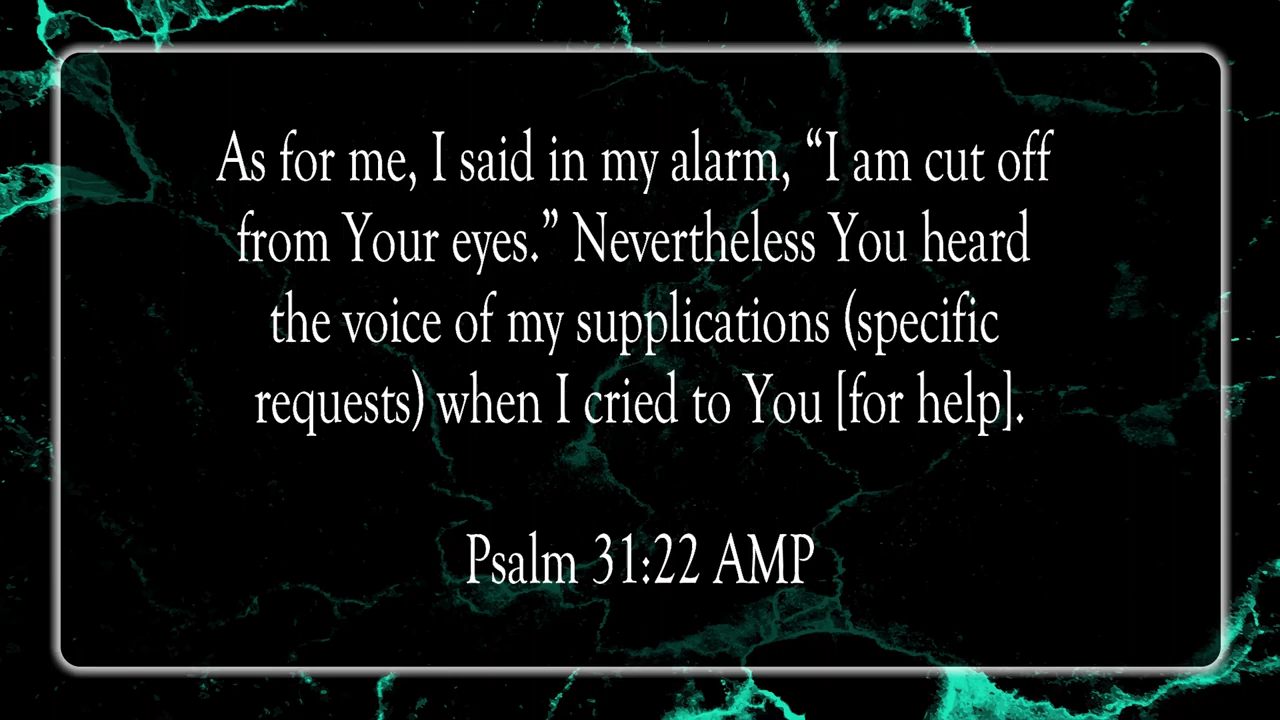 As for me, I said in my alarm, “I am cut off
from Your eyes.” Nevertheless You heard
the voice of my supplications (specific
requests) when I cried to You [for help].
Psalm 31:22 AMP